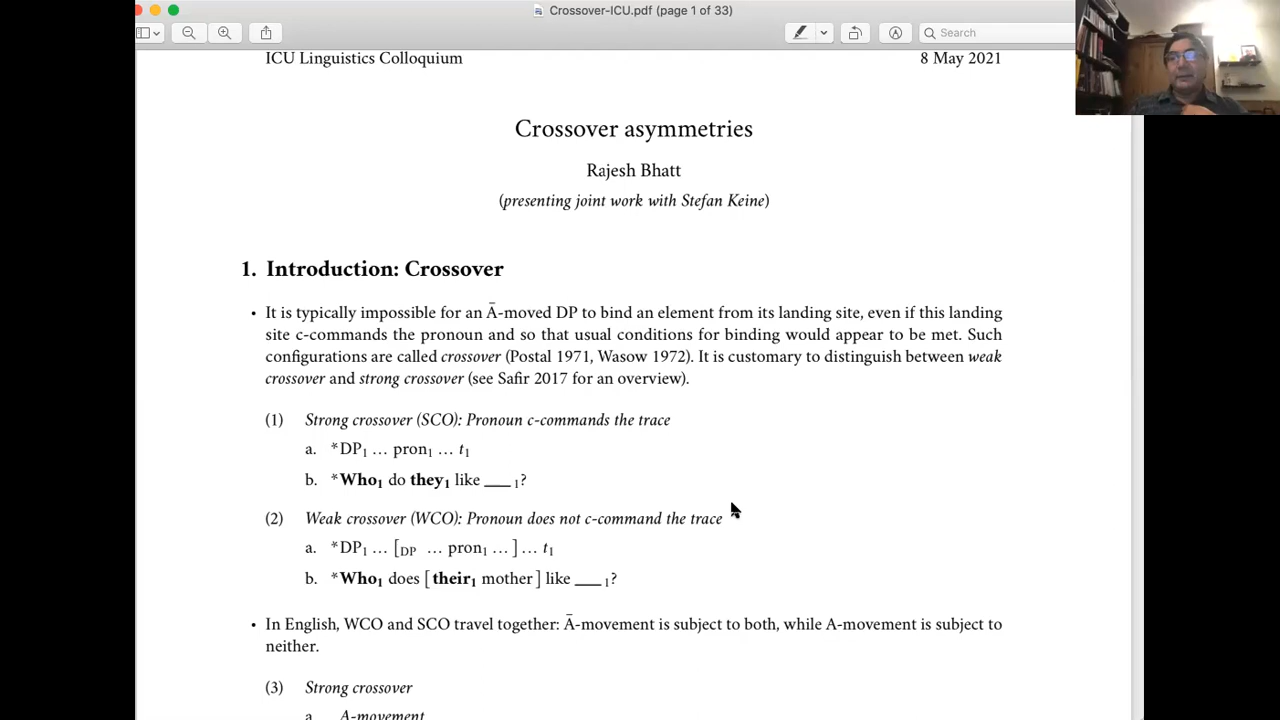 Crossover-ICU.pdf (page 1 of 33)
Search
ICU Linguistics Colloquium 8 May 2021
Crossover asymmetries
Rajesh Bhatt
(presenting joint work with Stefan Keine)
1. Introduction: Crossover
• It is typically impossible for an Ā-moved DP to bind an element from its landing site, even if this landing
site c-commands the pronoun and so that usual conditions for binding would appear to be met. Such
configurations are called crossover (Postal 1971, Wasow 1972). It is customary to distinguish between weak
crossover and strong crossover (see Safir 2017 for an overview).
(1) Strong crossover (SCO): Pronoun c-commands the trace
a. *DP₁ … pron₁ … t₁
b. *Who₁ do they₁ like ___ ₁?
(2) Weak crossover (WCO): Pronoun does not c-command the trace
a. *DP₁ … [DP … pron₁ … ] … t₁
b. *Who₁ does [ their₁ mother ] like ___ ₁?
• In English, WCO and SCO travel together: Ā-movement is subject to both, while A-movement is subject to
neither.
(3) Strong crossover
a. A-movement